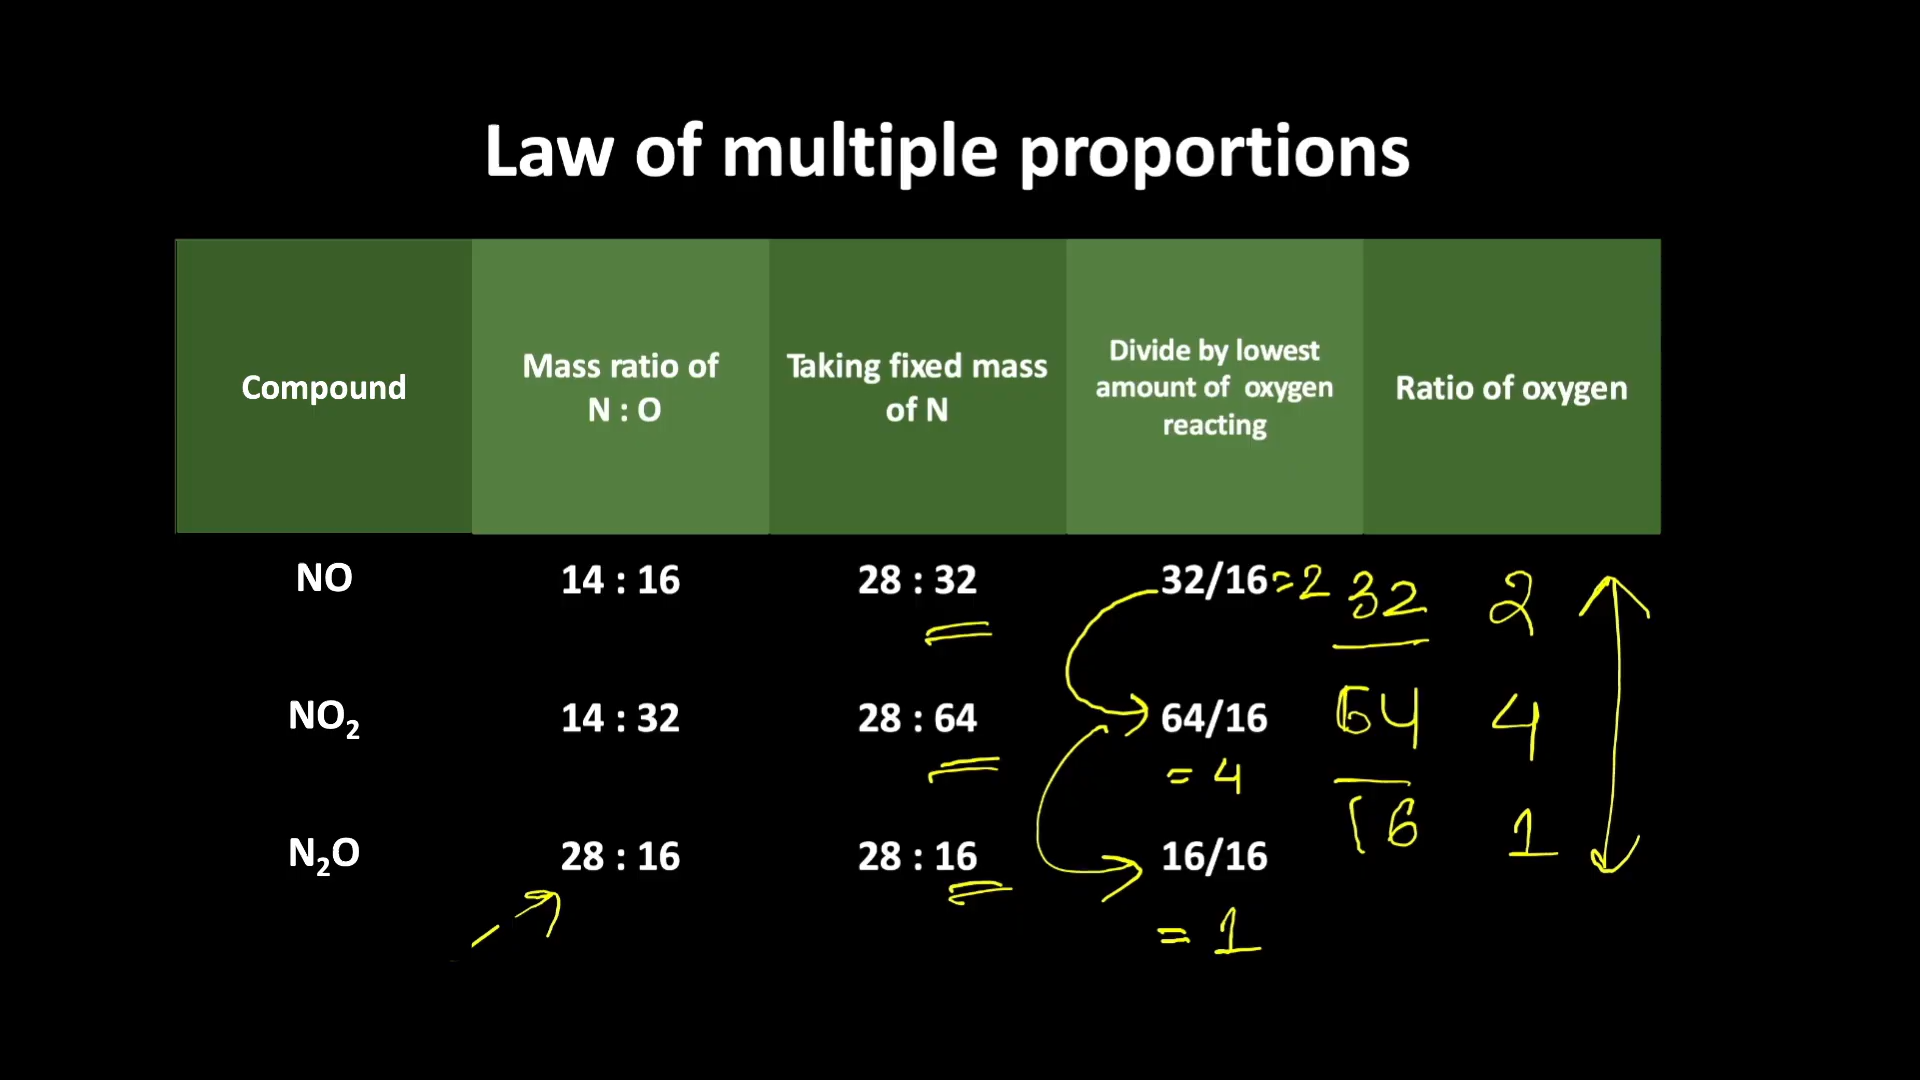 Law of multiple proportions
Compound
Mass ratio of
N : O
Taking fixed mass
of N
Divide by lowest
amount of oxygen
reacting
Ratio of oxygen
NO 14 : 16 28 : 32 32/16 = 2 32 2
NO₂ 14 : 32 28 : 64 64/16 64 4
= 4
N₂O 28 : 16 28 : 16 16/16 16 1
= 1